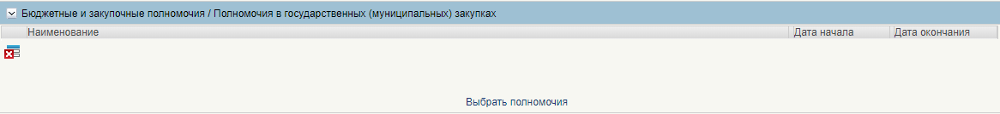 Бюджетные и закупочные полномочия / Полномочия в государственных (муниципальных) закупках
Наименование Дата начала Дата окончания
Выбрать полномочия